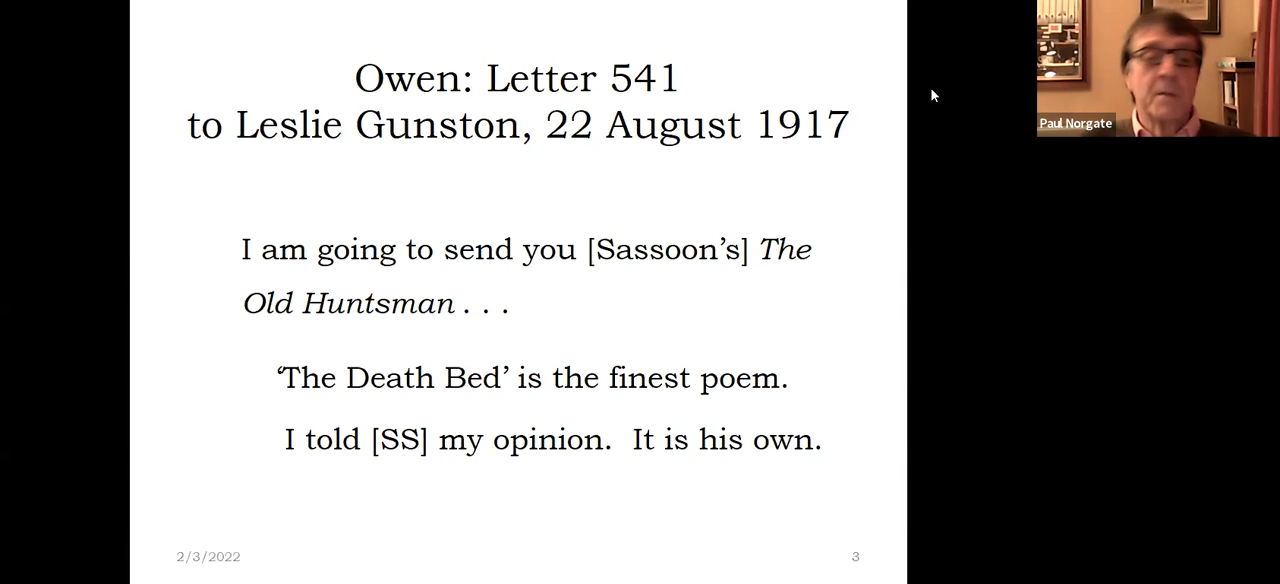 Owen: Letter 541
to Leslie Gunston, 22 August 1917
I am going to send you [Sassoon’s] The
Old Huntsman . . .
‘The Death Bed’ is the finest poem.
I told [SS] my opinion.  It is his own.
2/3/2022
3
Paul Norgate